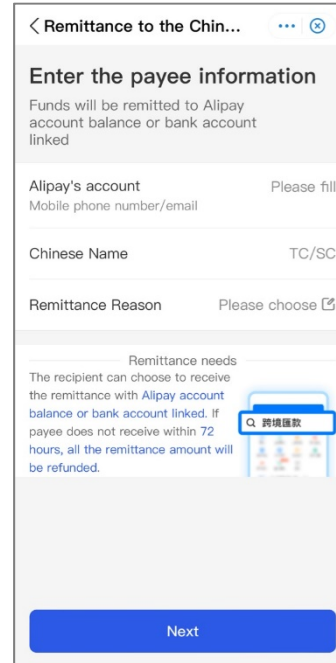 Remittance to the Chin...
Enter the payee information
Funds will be remitted to Alipay
account balance or bank account
linked
Alipay's account
Please fill
Mobile phone number/email
Chinese Name
TC/SC
Remittance Reason
Please choose
Remittance needs
The recipient can choose to receive
the remittance with Alipay account
balance or bank account linked. If
payee does not receive within 72
hours, all the remittance amount will
be refunded.
跨境匯款
Next